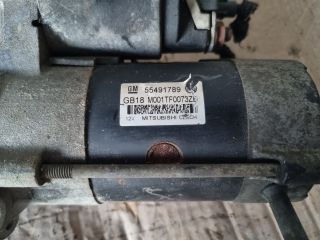 GM 55491789
GB18 M001TF0073ZE
12V MITSUBISHI CZECH